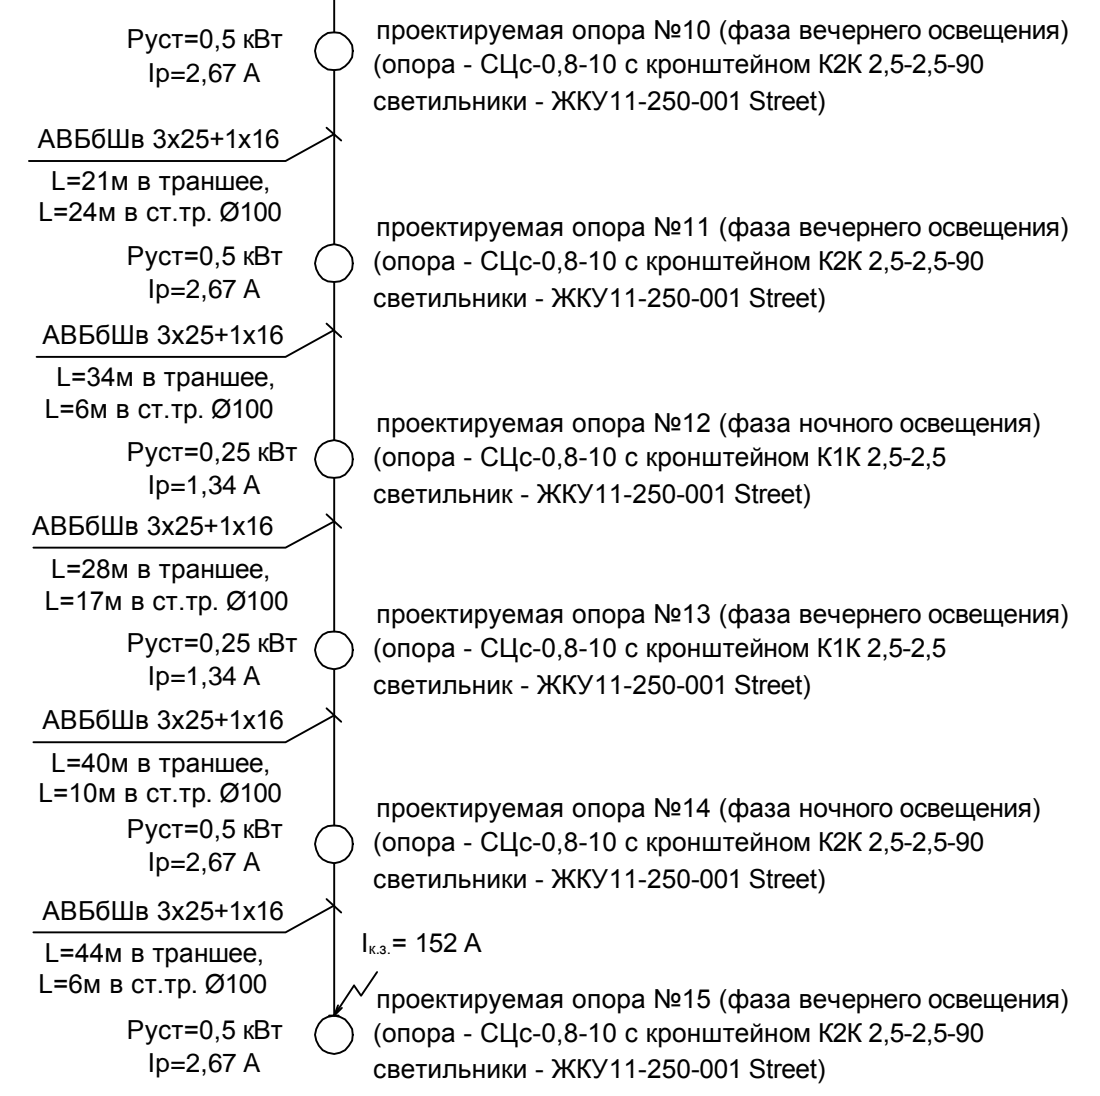 Pуст=0,5 кВт
Iр=2,67 А
проектируемая опора №10 (фаза вечернего освещения)
(опора - СЦс-0,8-10 с кронштейном К2К 2,5-2,5-90
светильники - ЖКУ11-250-001 Street)
АВБбШв 3х25+1х16
L=21м в траншее,
L=24м в ст.тр. Ø100
Pуст=0,5 кВт
Iр=2,67 А
проектируемая опора №11 (фаза вечернего освещения)
(опора - СЦс-0,8-10 с кронштейном К2К 2,5-2,5-90
светильники - ЖКУ11-250-001 Street)
АВБбШв 3х25+1х16
L=34м в траншее,
L=6м в ст.тр. Ø100
Pуст=0,25 кВт
Iр=1,34 А
проектируемая опора №12 (фаза ночного освещения)
(опора - СЦс-0,8-10 с кронштейном К1К 2,5-2,5
светильник - ЖКУ11-250-001 Street)
АВБбШв 3х25+1х16
L=28м в траншее,
L=17м в ст.тр. Ø100
Pуст=0,25 кВт
Iр=1,34 А
проектируемая опора №13 (фаза вечернего освещения)
(опора - СЦс-0,8-10 с кронштейном К1К 2,5-2,5
светильник - ЖКУ11-250-001 Street)
АВБбШв 3х25+1х16
L=40м в траншее,
L=10м в ст.тр. Ø100
Pуст=0,5 кВт
Iр=2,67 А
проектируемая опора №14 (фаза ночного освещения)
(опора - СЦс-0,8-10 с кронштейном К2К 2,5-2,5-90
светильники - ЖКУ11-250-001 Street)
АВБбШв 3х25+1х16
L=44м в траншее,
L=6м в ст.тр. Ø100
Iк.з.= 152 А
Pуст=0,5 кВт
Iр=2,67 А
проектируемая опора №15 (фаза вечернего освещения)
(опора - СЦс-0,8-10 с кронштейном К2К 2,5-2,5-90
светильники - ЖКУ11-250-001 Street)